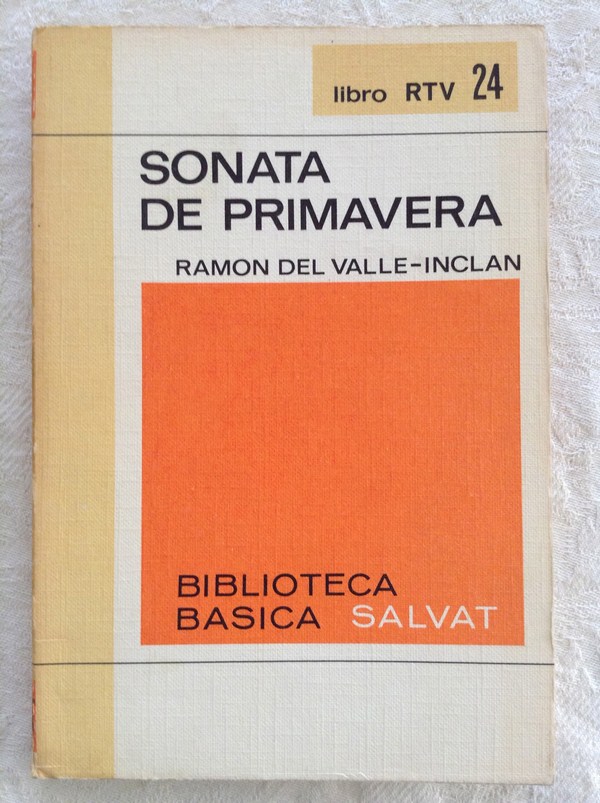 libro RTV 24
SONATA
DE PRIMAVERA
RAMON DEL VALLE-INCLAN
BIBLIOTECA
BASICA SALVAT